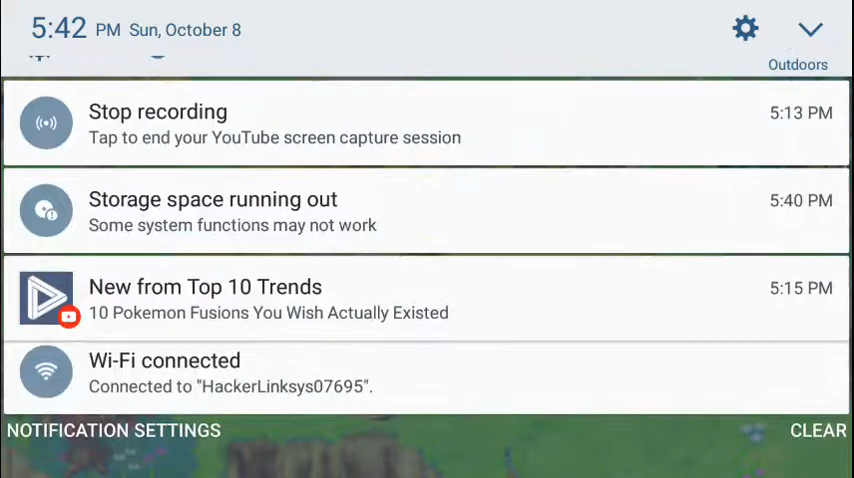 5:42 PM Sun, October 8
Outdoors
Stop recording 5:13 PM
Tap to end your YouTube screen capture session
Storage space running out 5:40 PM
Some system functions may not work
New from Top 10 Trends 5:15 PM
10 Pokemon Fusions You Wish Actually Existed
Wi-Fi connected
Connected to "HackerLinksys07695".
NOTIFICATION SETTINGS CLEAR